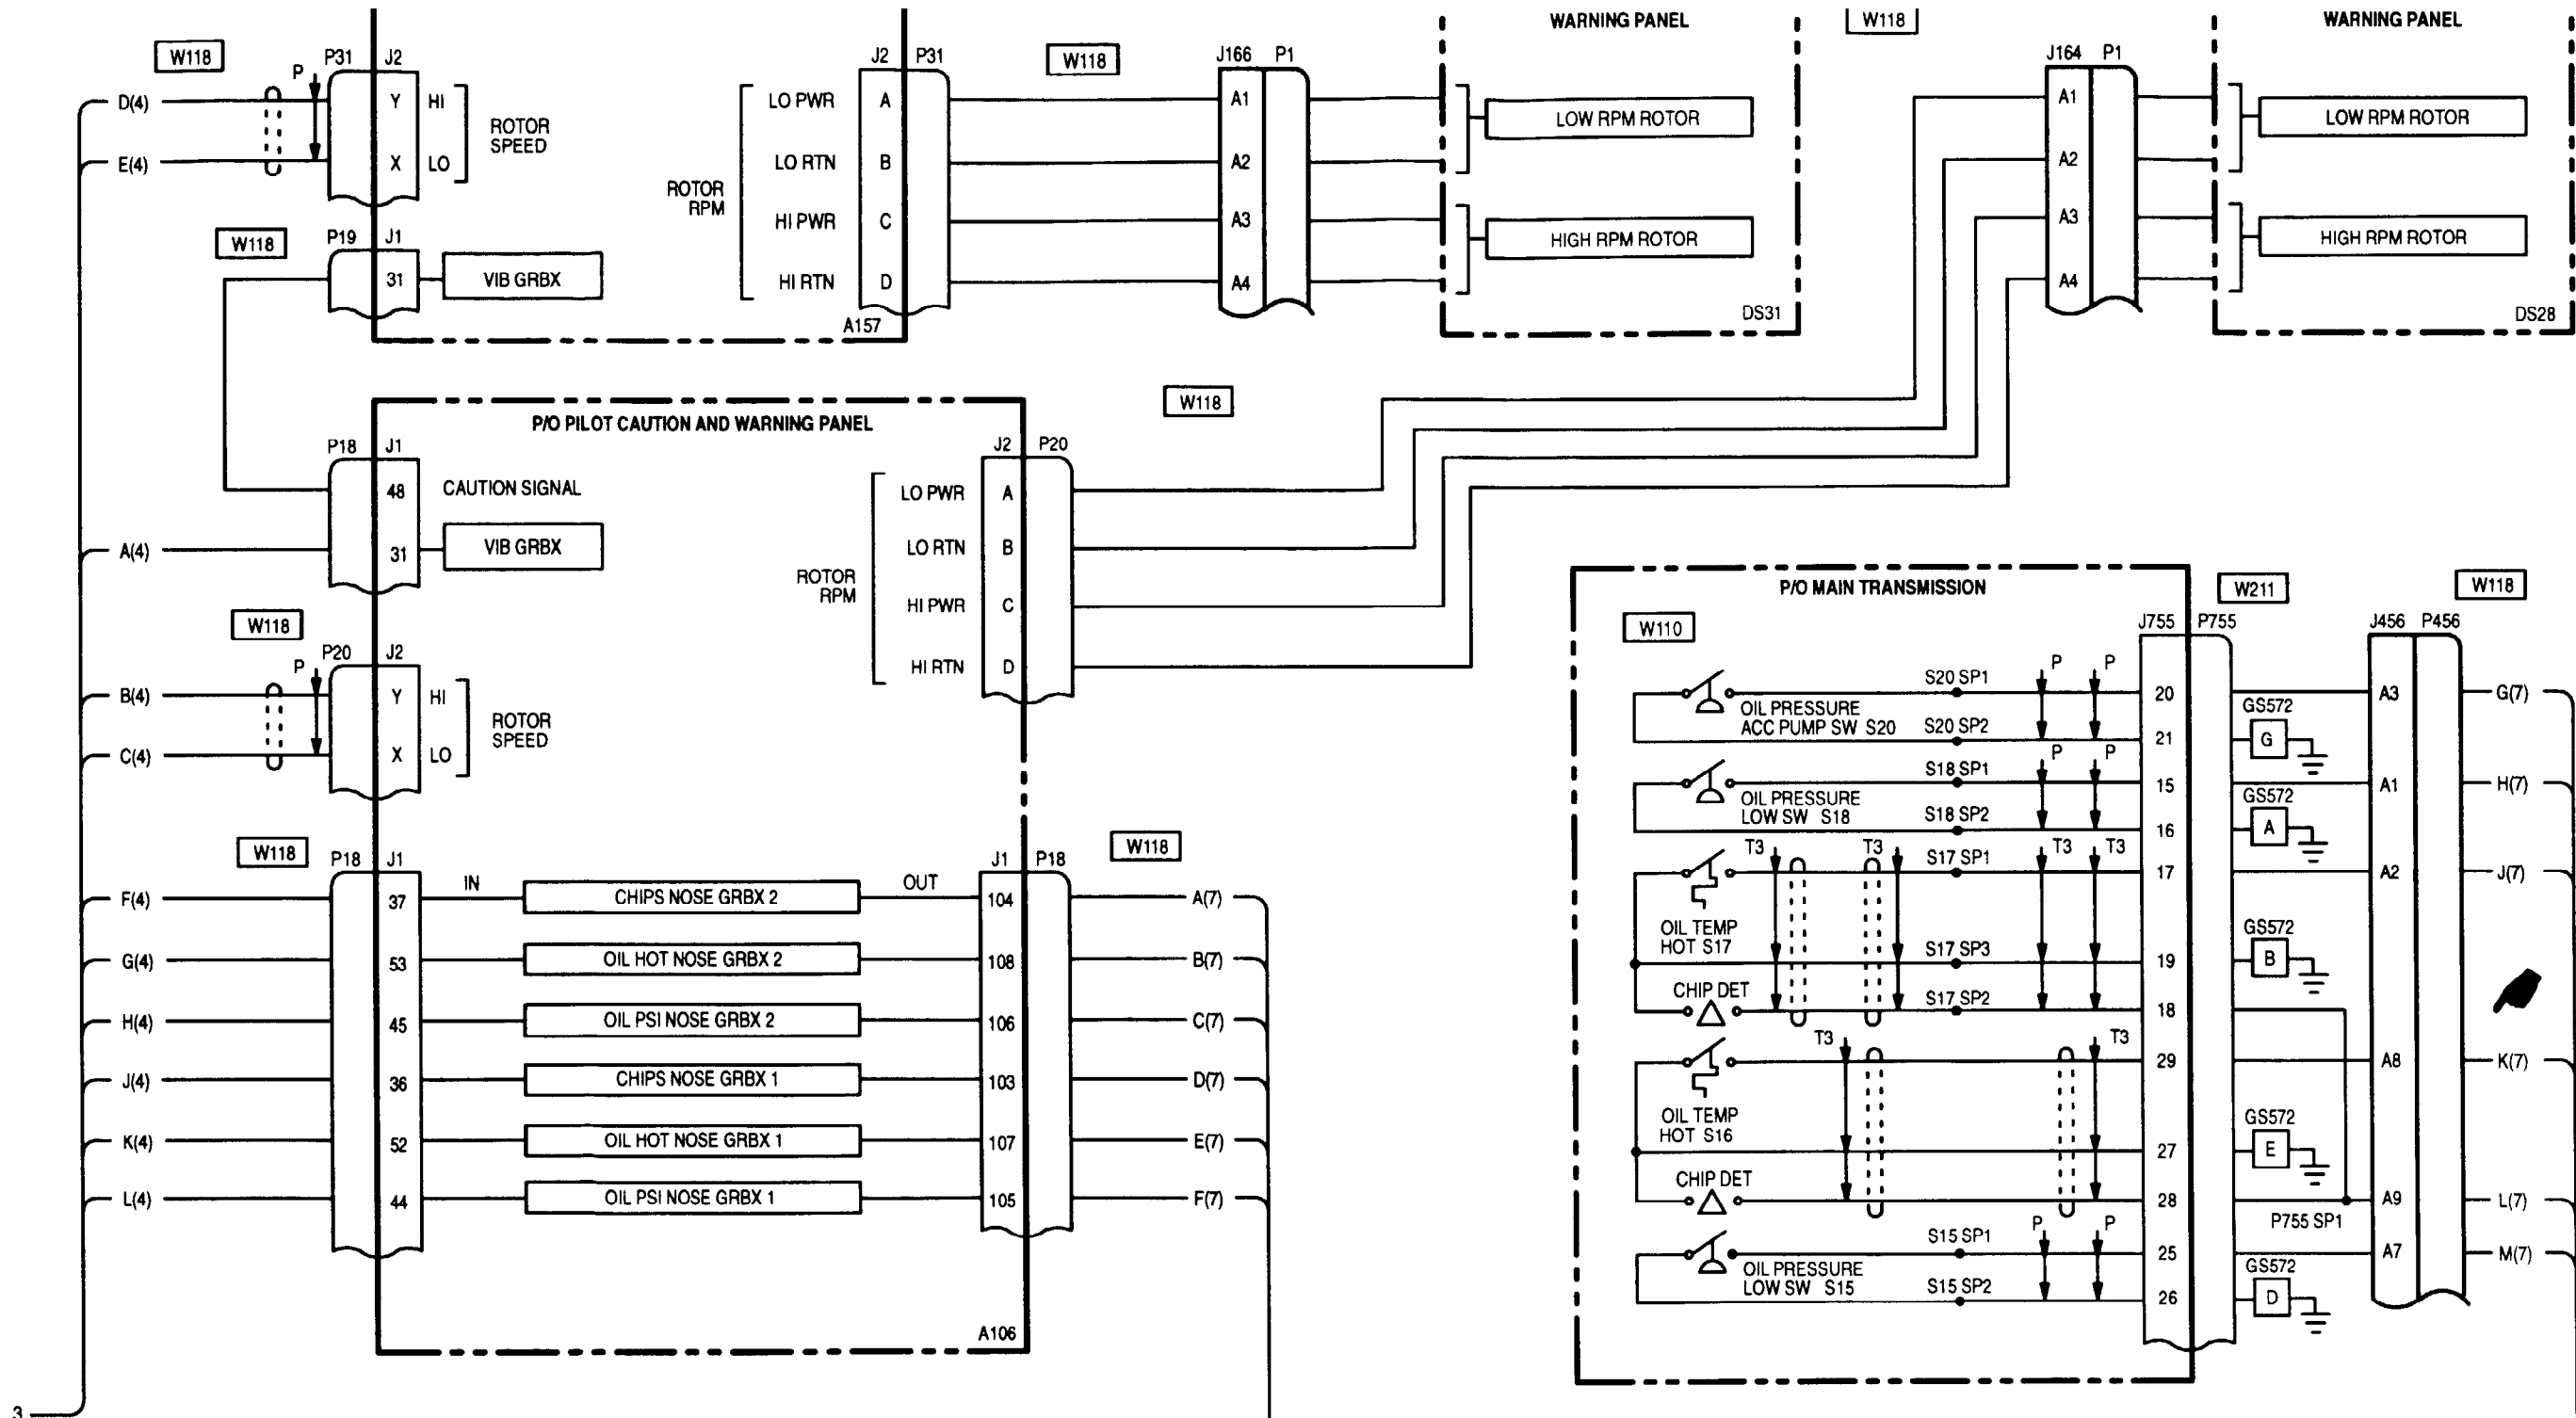 W118
P31 J2
P
D(4)
Y HI
ROTOR
SPEED
E(4)
X LO
W118
P19 J1
31 VIB GRBX
J2 P31
LO PWR A
LO RTN B
ROTOR
RPM
HI PWR C
HI RTN D
A157
W118
J166 P1
A1
A2
A3
A4
WARNING PANEL
LOW RPM ROTOR
HIGH RPM ROTOR
DS31
W118
J164 P1
A1
A2
A3
A4
WARNING PANEL
LOW RPM ROTOR
HIGH RPM ROTOR
DS28
P/O PILOT CAUTION AND WARNING PANEL
W118
P18 J1
48 CAUTION SIGNAL
A(4)
31 VIB GRBX
J2 P20
LO PWR A
LO RTN B
ROTOR
RPM
HI PWR C
HI RTN D
W118
P20 J2
P
B(4)
Y HI
ROTOR
SPEED
C(4)
X LO
W118
P18 J1
J1 P18
W118
F(4) 37 IN CHIPS NOSE GRBX 2 OUT 104 A(7)
G(4) 53 OIL HOT NOSE GRBX 2 108 B(7)
H(4) 45 OIL PSI NOSE GRBX 2 106 C(7)
J(4) 36 CHIPS NOSE GRBX 1 103 D(7)
K(4) 52 OIL HOT NOSE GRBX 1 107 E(7)
L(4) 44 OIL PSI NOSE GRBX 1 105 F(7)
A106
3
P/O MAIN TRANSMISSION
W110
W211
W118
J755 P755
J456 P456
S20 SP1 P P 20 A3 G(7)
OIL PRESSURE
ACC PUMP SW S20
S20 SP2 21
GS572
G
S18 SP1 P P 15 A1 H(7)
OIL PRESSURE
LOW SW S18
S18 SP2 16
GS572
A
T3 T3 S17 SP1 T3 T3 17 A2 J(7)
OIL TEMP
HOT S17
S17 SP3 19
GS572
B
CHIP DET
S17 SP2 18
T3 T3 29 A8 K(7)
OIL TEMP
HOT S16
27
GS572
E
CHIP DET
28 A9 L(7)
P755 SP1
S15 SP1 P P 25 A7 M(7)
OIL PRESSURE
LOW SW S15
S15 SP2 26
GS572
D